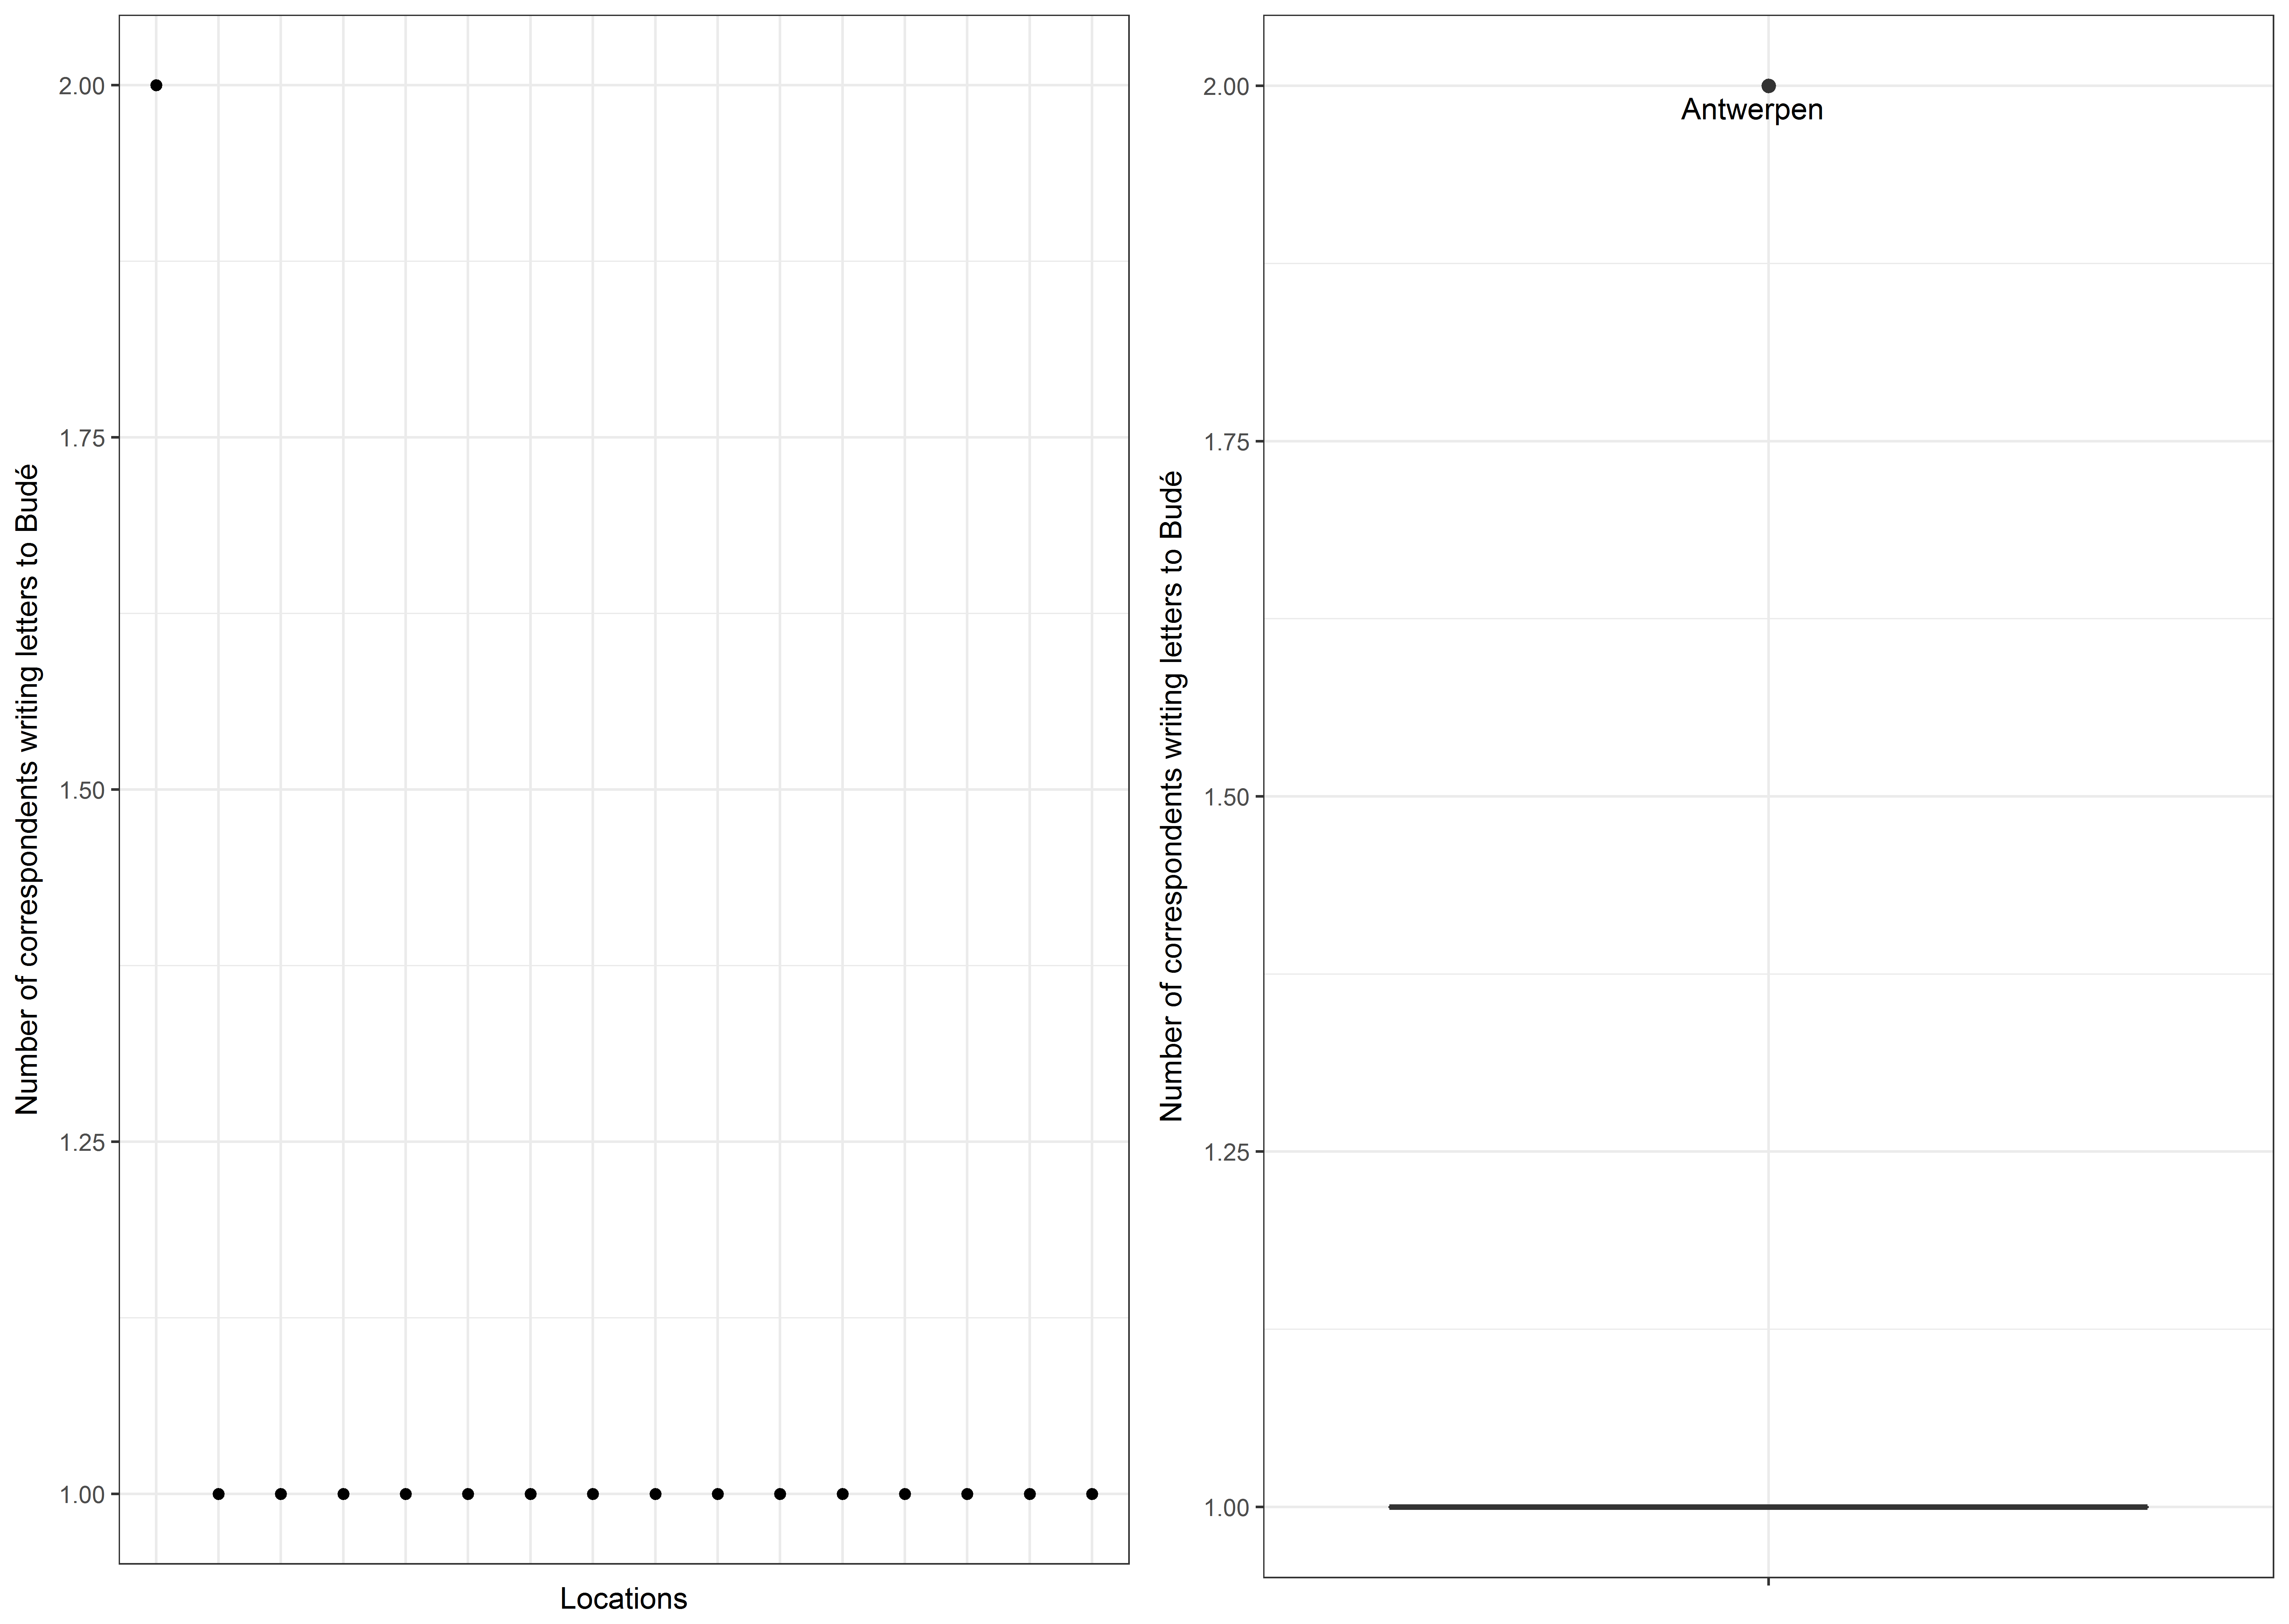 Number of correspondents writing letters to Budé
2.00
1.75
1.50
1.25
1.00
Locations
Number of correspondents writing letters to Budé
2.00
1.75
1.50
1.25
1.00
Antwerpen